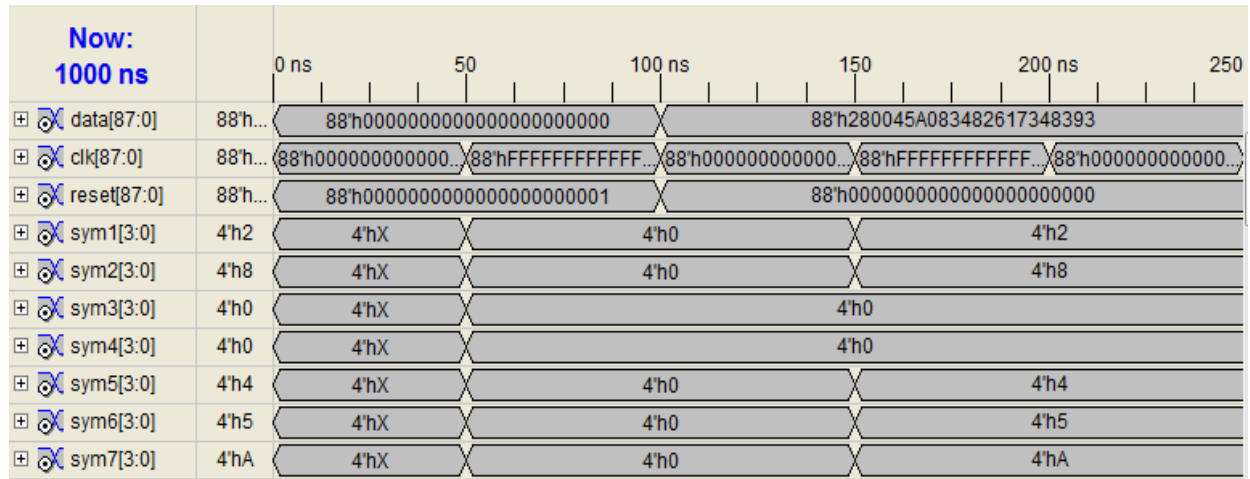 Now:
1000 ns
0 ns 50 100 ns 150 200 ns 250
data[87:0] 88'h... 88'h0000000000000000000000 88'h280045A083482617348393
clk[87:0] 88'h... 88'h000000000000... 88'hFFFFFFFFFFFF... 88'h000000000000... 88'hFFFFFFFFFFFF... 88'h000000000000...
reset[87:0] 88'h... 88'h0000000000000000000001 88'h0000000000000000000000
sym1[3:0] 4'h2 4'hX 4'h0 4'h2
sym2[3:0] 4'h8 4'hX 4'h0 4'h8
sym3[3:0] 4'h0 4'hX 4'h0
sym4[3:0] 4'h0 4'hX 4'h0
sym5[3:0] 4'h4 4'hX 4'h0 4'h4
sym6[3:0] 4'h5 4'hX 4'h0 4'h5
sym7[3:0] 4'hA 4'hX 4'h0 4'hA